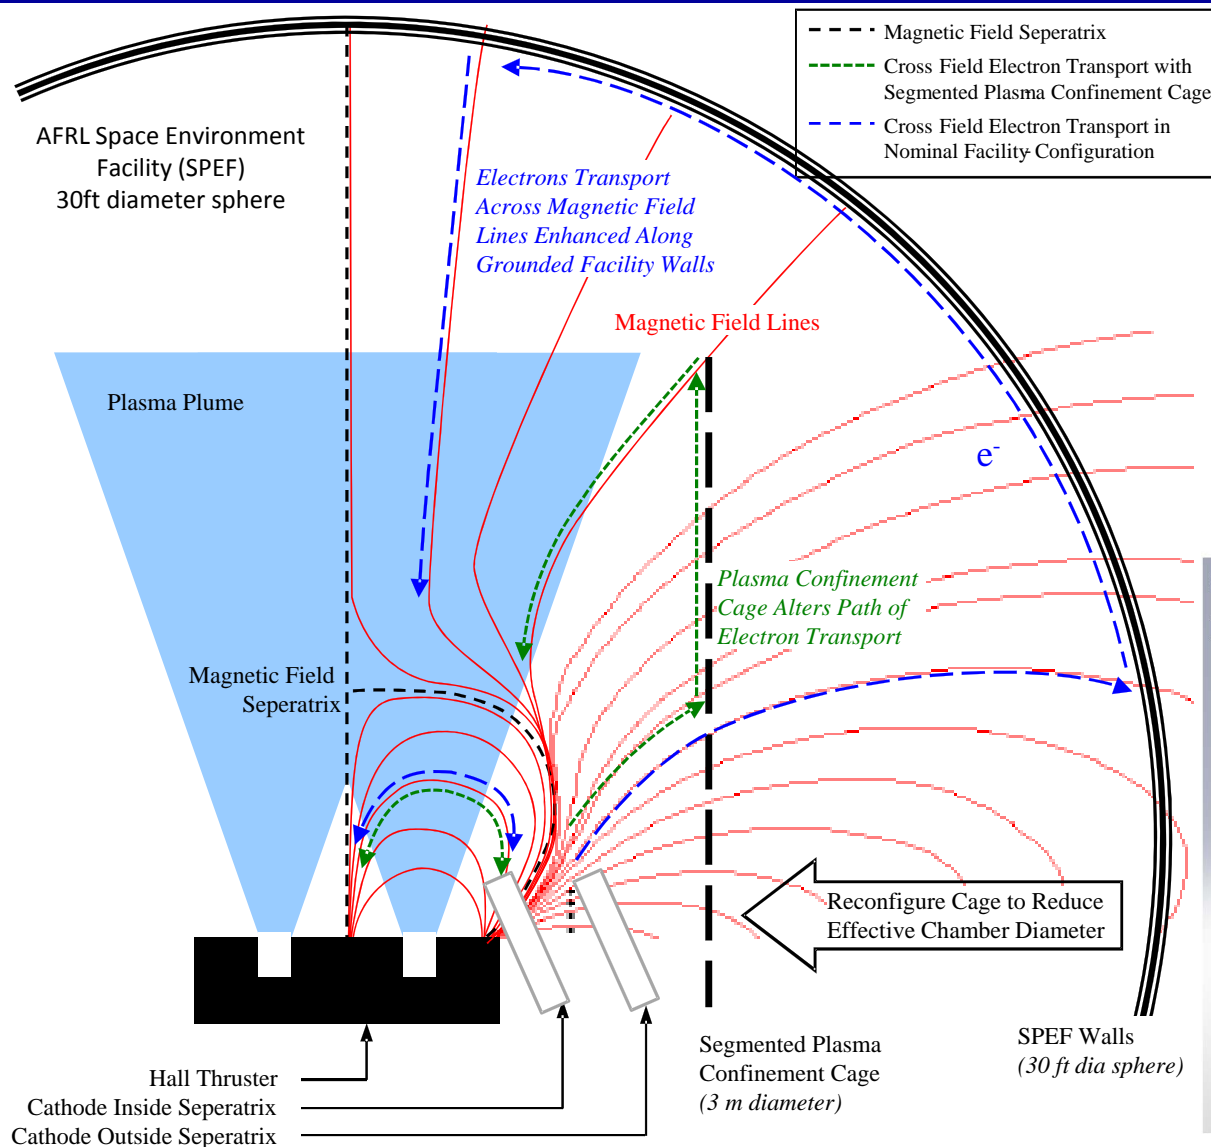 Magnetic Field Seperatrix
Cross Field Electron Transport with
Segmented Plasma Confinement Cage
Cross Field Electron Transport in
Nominal Facility Configuration
AFRL Space Environment
Facility (SPEF)
30ft diameter sphere
Electrons Transport
Across Magnetic Field
Lines Enhanced Along
Grounded Facility Walls
Magnetic Field Lines
Plasma Plume
e-
Plasma Confinement
Cage Alters Path of
Electron Transport
Magnetic Field
Seperatrix
Reconfigure Cage to Reduce
Effective Chamber Diameter
Segmented Plasma
Confinement Cage
(3 m diameter)
SPEF Walls
(30 ft dia sphere)
Hall Thruster
Cathode Inside Seperatrix
Cathode Outside Seperatrix